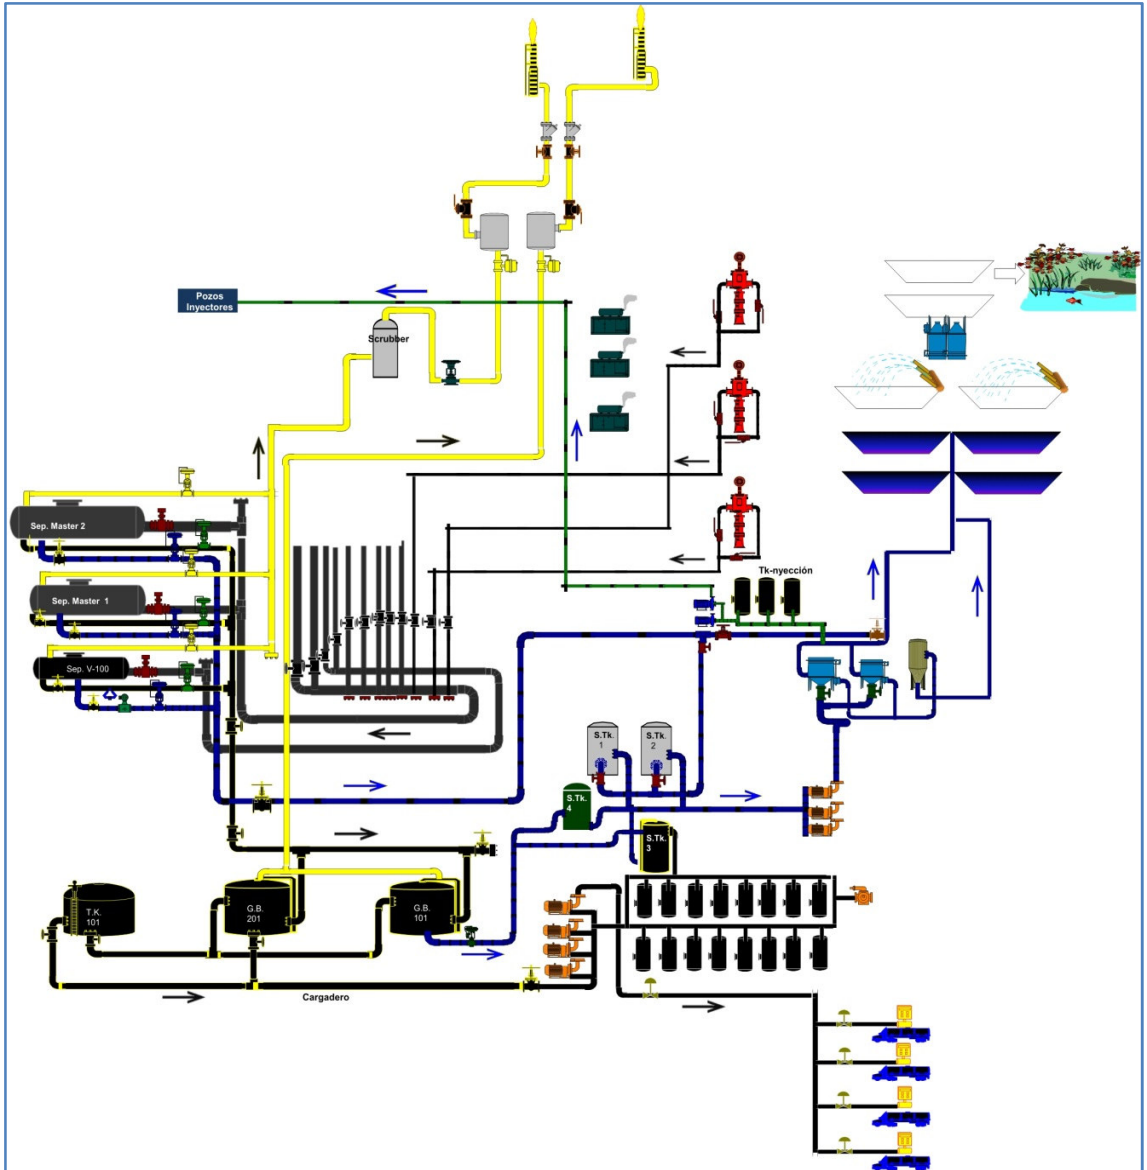 Pozos
Inyectores
Scrubber
Sep. Master 2
Sep. Master 1
Sep. V-100
Tk-nyección
S.Tk.
1
S.Tk.
2
S.Tk.
4
S.Tk.
3
T.K.
101
G.B.
201
G.B.
101
Cargadero